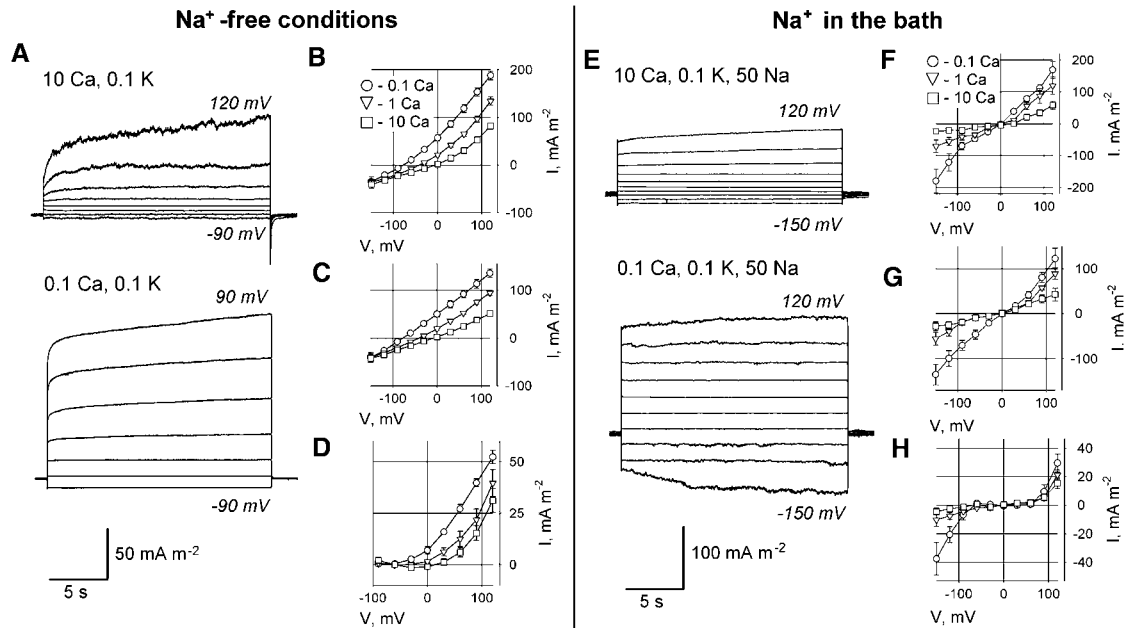 Na+ -free conditions
Na+ in the bath
A
10 Ca, 0.1 K
120 mV
-90 mV
0.1 Ca, 0.1 K
90 mV
-90 mV
50 mA m-2
5 s
B
- 0.1 Ca
- 1 Ca
- 10 Ca
200
100
0
-100
I, mA m-2
-100 0 100
V, mV
C
100
0
-100
I, mA m-2
D
50
25
0
I, mA m-2
0 100
V, mV
E
10 Ca, 0.1 K, 50 Na
120 mV
-150 mV
0.1 Ca, 0.1 K, 50 Na
120 mV
-150 mV
100 mA m-2
5 s
F
- 0.1 Ca
- 1 Ca
- 10 Ca
200
100
0
-100
-200
I. mA m-2
-100 0 100
V, mV
G
100
0
-100
I. mA m-2
-100 0 100
H
40
20
0
-20
-40
I, mA m-2
-100 0 100
V, mV